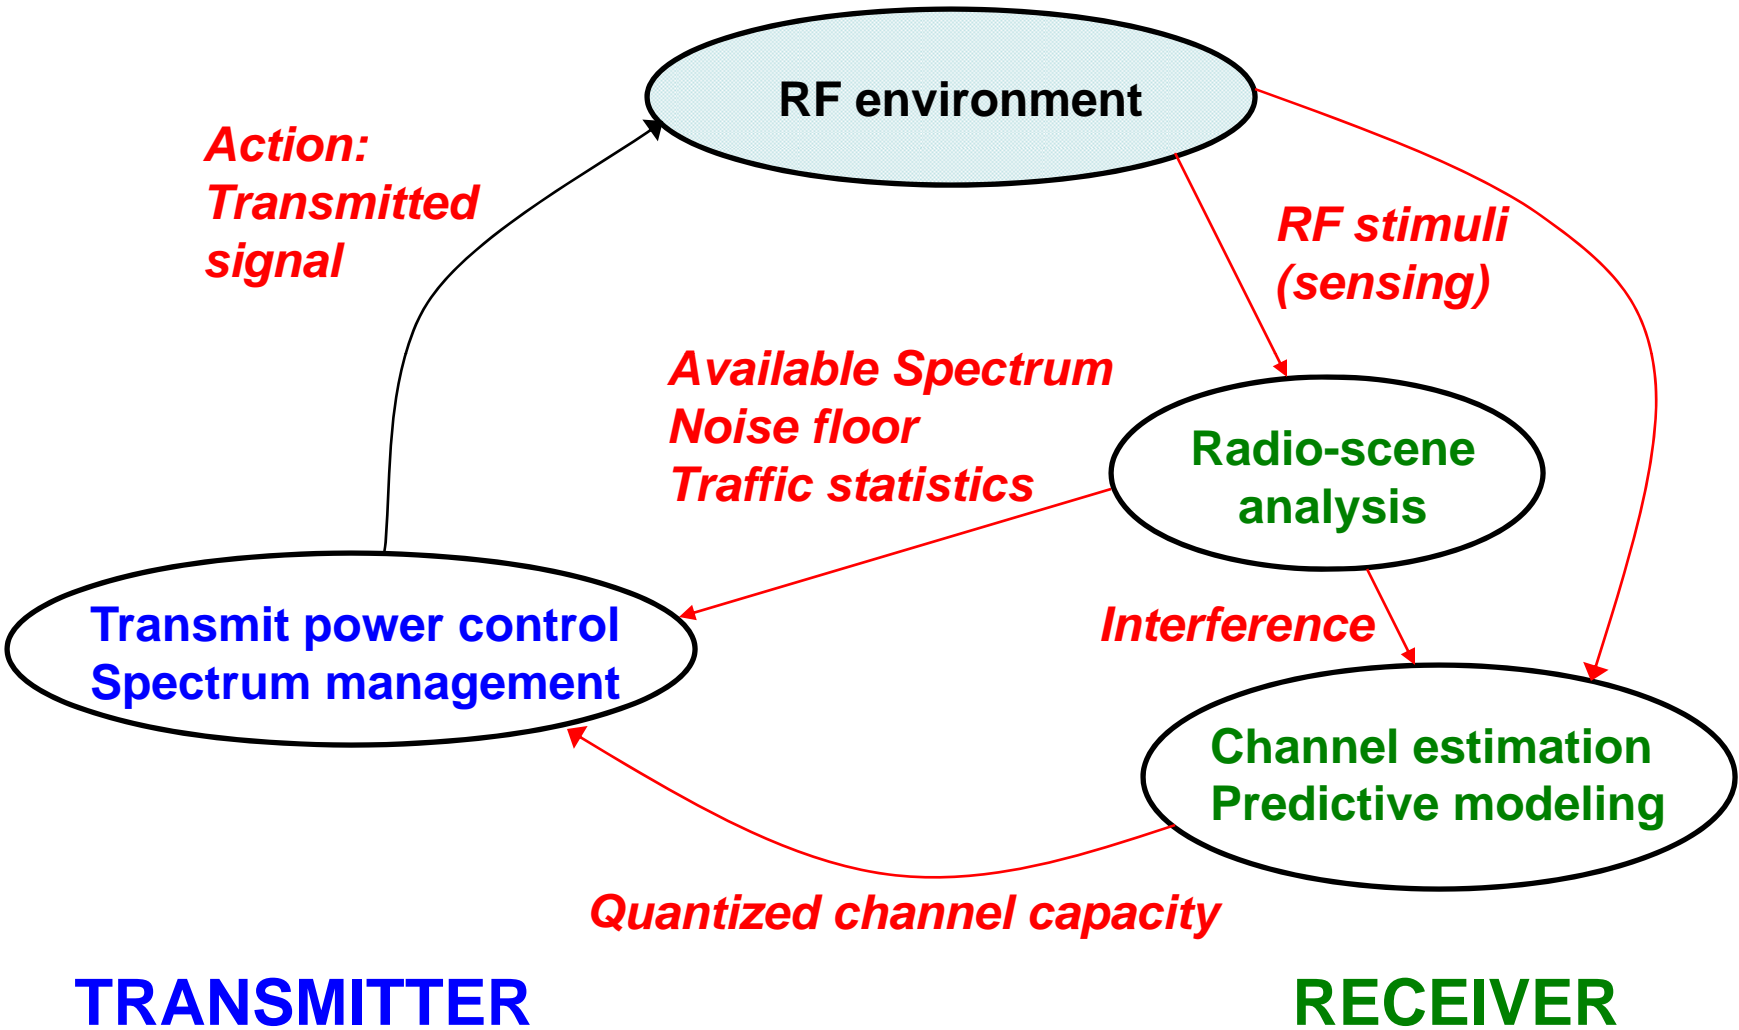 RF environment
Action:
Transmitted
signal
RF stimuli
(sensing)
Available Spectrum
Noise floor
Traffic statistics
Radio-scene
analysis
Transmit power control
Spectrum management
Interference
Channel estimation
Predictive modeling
Quantized channel capacity
TRANSMITTER
RECEIVER